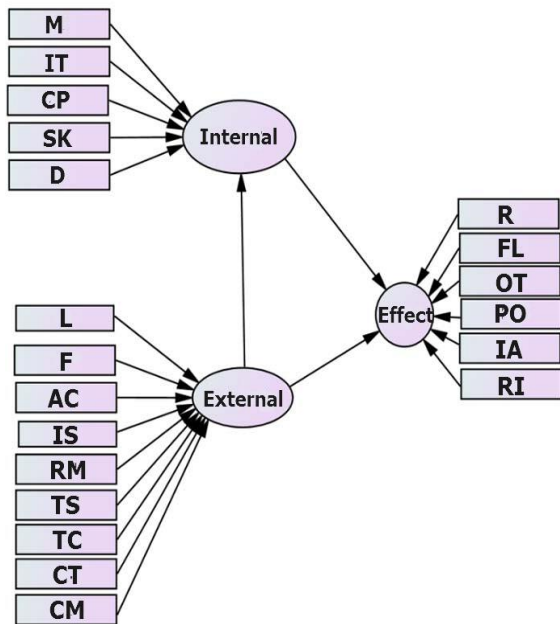 M
IT
CP
SK
D
Internal
R
FL
OT
PO
IA
RI
Effect
L
F
AC
IS
RM
TS
TC
CT
CM
External